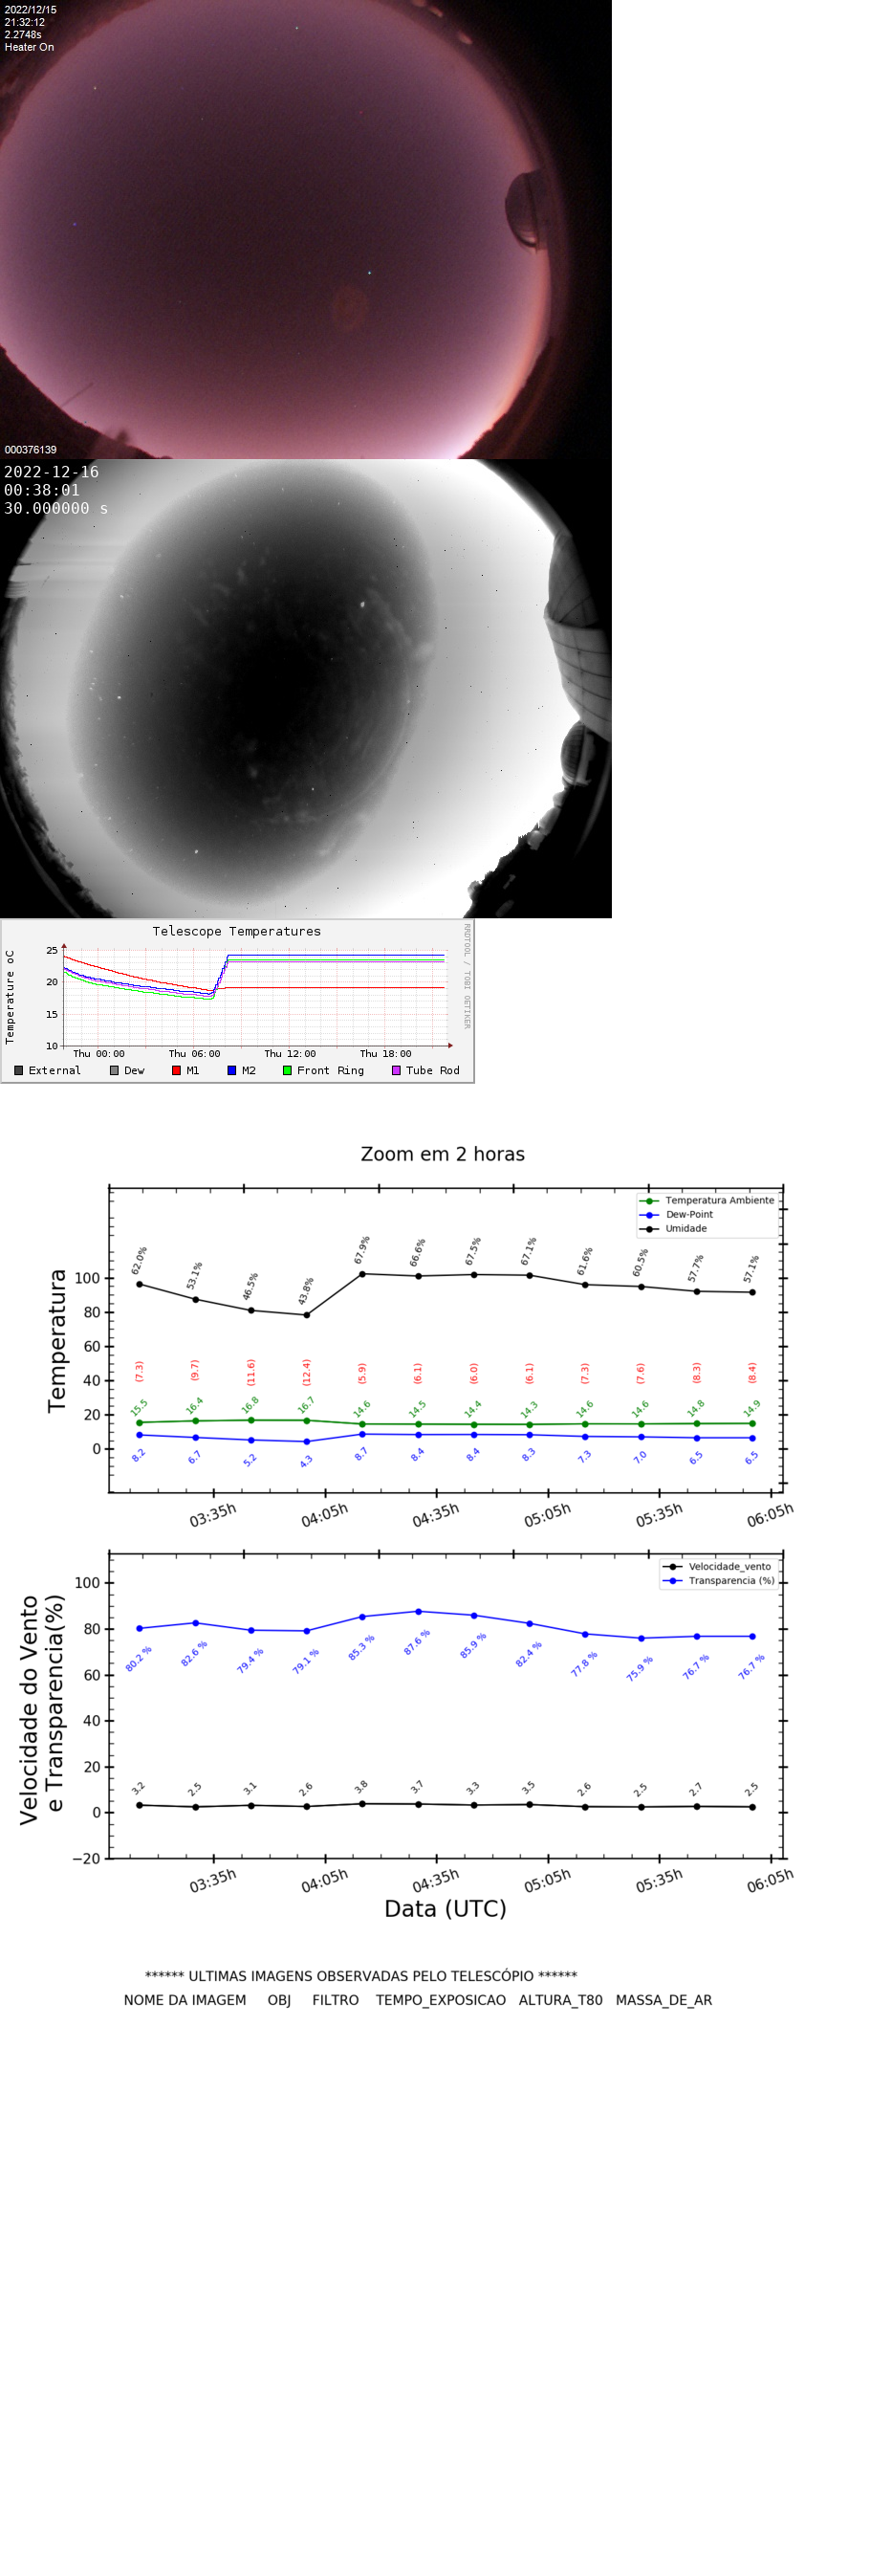 2022/12/15
21:32:12
2.2748s
Heater On
000376139
2022-12-16
00:38:01
30.000000 s
Telescope Temperatures
RRDTOOL / TOBI OETIKER
Temperature oC
25
20
15
10
Thu 00:00 Thu 06:00 Thu 12:00 Thu 18:00
External Dew M1 M2 Front Ring Tube Rod
Zoom em 2 horas
Temperatura Ambiente
Dew-Point
Umidade
Temperatura
100
80
60
40
20
0
62.0% 53.1% 46.5% 43.8% 67.9% 66.6% 67.5% 67.1% 61.6% 60.5% 57.7% 57.1%
(7.3) (9.7) (11.6) (12.4) (5.9) (6.1) (6.0) (6.1) (7.3) (7.6) (8.3) (8.4)
15.5 16.4 16.8 16.7 14.6 14.5 14.4 14.3 14.6 14.6 14.8 14.9
8.2 6.7 5.2 4.3 8.7 8.4 8.4 8.3 7.3 7.0 6.5 6.5
03:35h 04:05h 04:35h 05:05h 05:35h 06:05h
Velocidade_vento
Transparencia (%)
Velocidade do Vento
e Transparencia(%)
100
80
60
40
20
0
−20
80.2 % 82.6 % 79.4 % 79.1 % 85.3 % 87.6 % 85.9 % 82.4 % 77.8 % 75.9 % 76.7 % 76.7 %
3.2 2.5 3.1 2.6 3.8 3.7 3.3 3.5 2.6 2.5 2.7 2.5
03:35h 04:05h 04:35h 05:05h 05:35h 06:05h
Data (UTC)
****** ULTIMAS IMAGENS OBSERVADAS PELO TELESCÓPIO ******
NOME DA IMAGEM OBJ FILTRO TEMPO_EXPOSICAO ALTURA_T80 MASSA_DE_AR